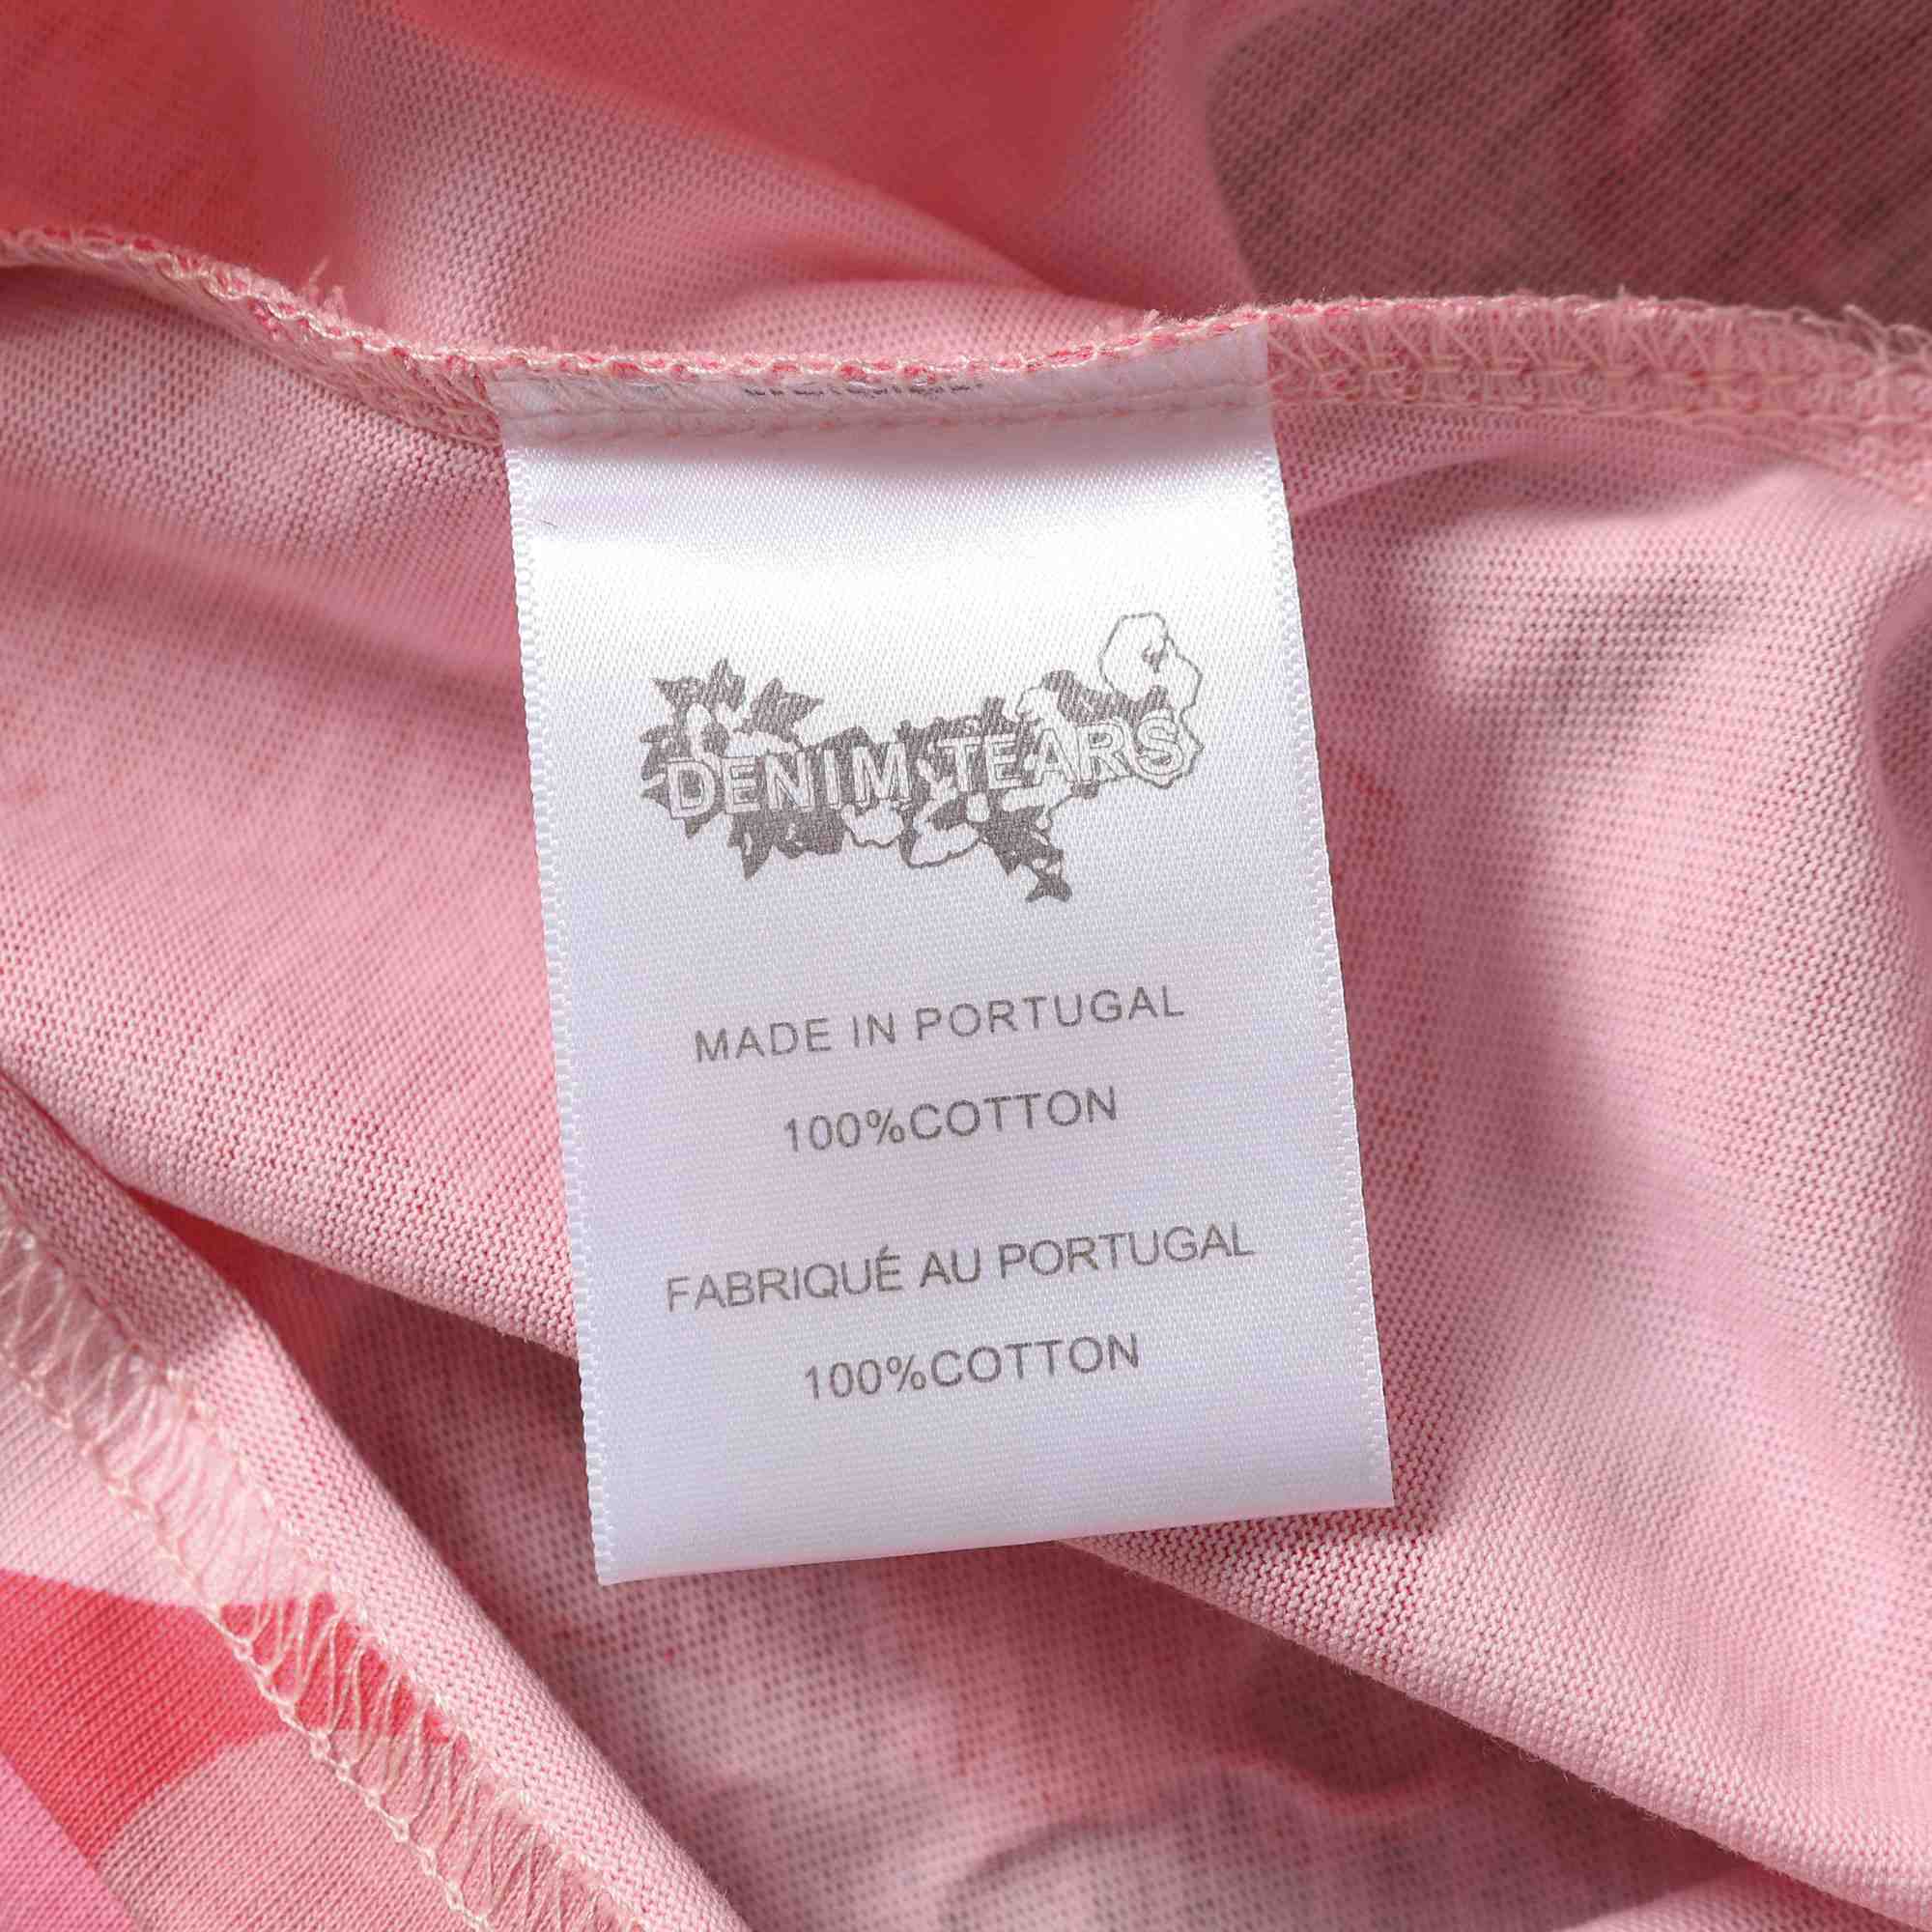 DENIM TEARS
MADE IN PORTUGAL
100%COTTON
FABRIQUÉ AU PORTUGAL
100%COTTON